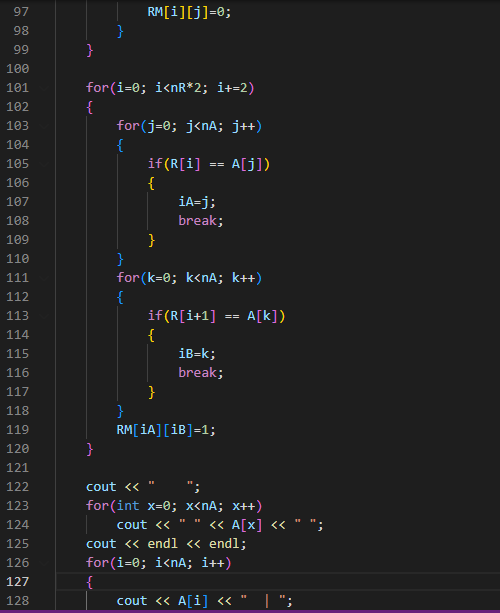 97 RM[i][j]=0;
98 }
99 }
100
101 for(i=0; i<nR*2; i+=2)
102 {
103 for(j=0; j<nA; j++)
104 {
105 if(R[i] == A[j])
106 {
107 iA=j;
108 break;
109 }
110 }
111 for(k=0; k<nA; k++)
112 {
113 if(R[i+1] == A[k])
114 {
115 iB=k;
116 break;
117 }
118 }
119 RM[iA][iB]=1;
120 }
121
122 cout << "    ";
123 for(int x=0; x<nA; x++)
124 cout << " " << A[x] << " ";
125 cout << endl << endl;
126 for(i=0; i<nA; i++)
127 {
128 cout << A[i] << "  | ";